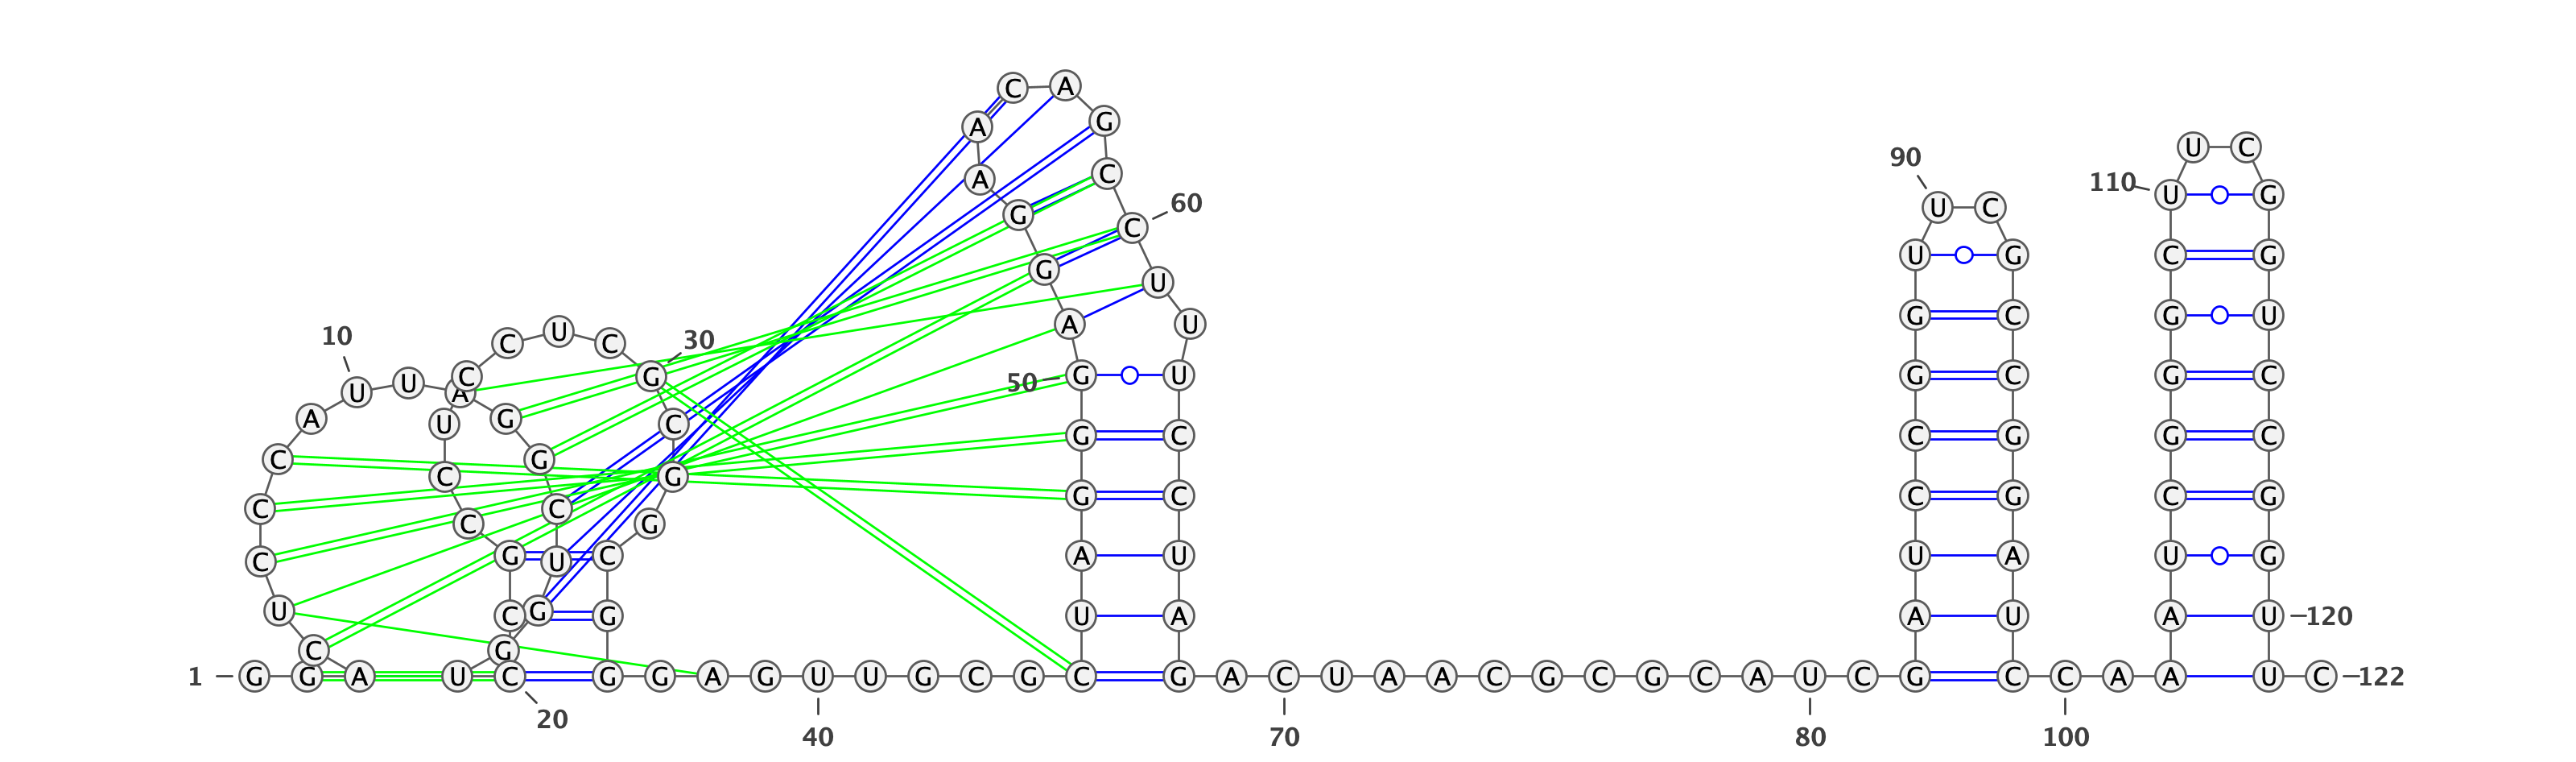 C A
A G
U C
90
A C
110 U G
G C 60
U C
G U
U G C G
A U
G C G U
10 C U C 30
U U A C G
50 G U G C G C
A U G C
C G G C C G G C
C C G
C C G C C G C G
C G
C G U C A U U A U G
U C G G U A A U A U 120
C G
1 G G A U C G G A G U U G C G C G A C U A A C G C G C A U C G C C A A U C 122
20
40 70 80 100